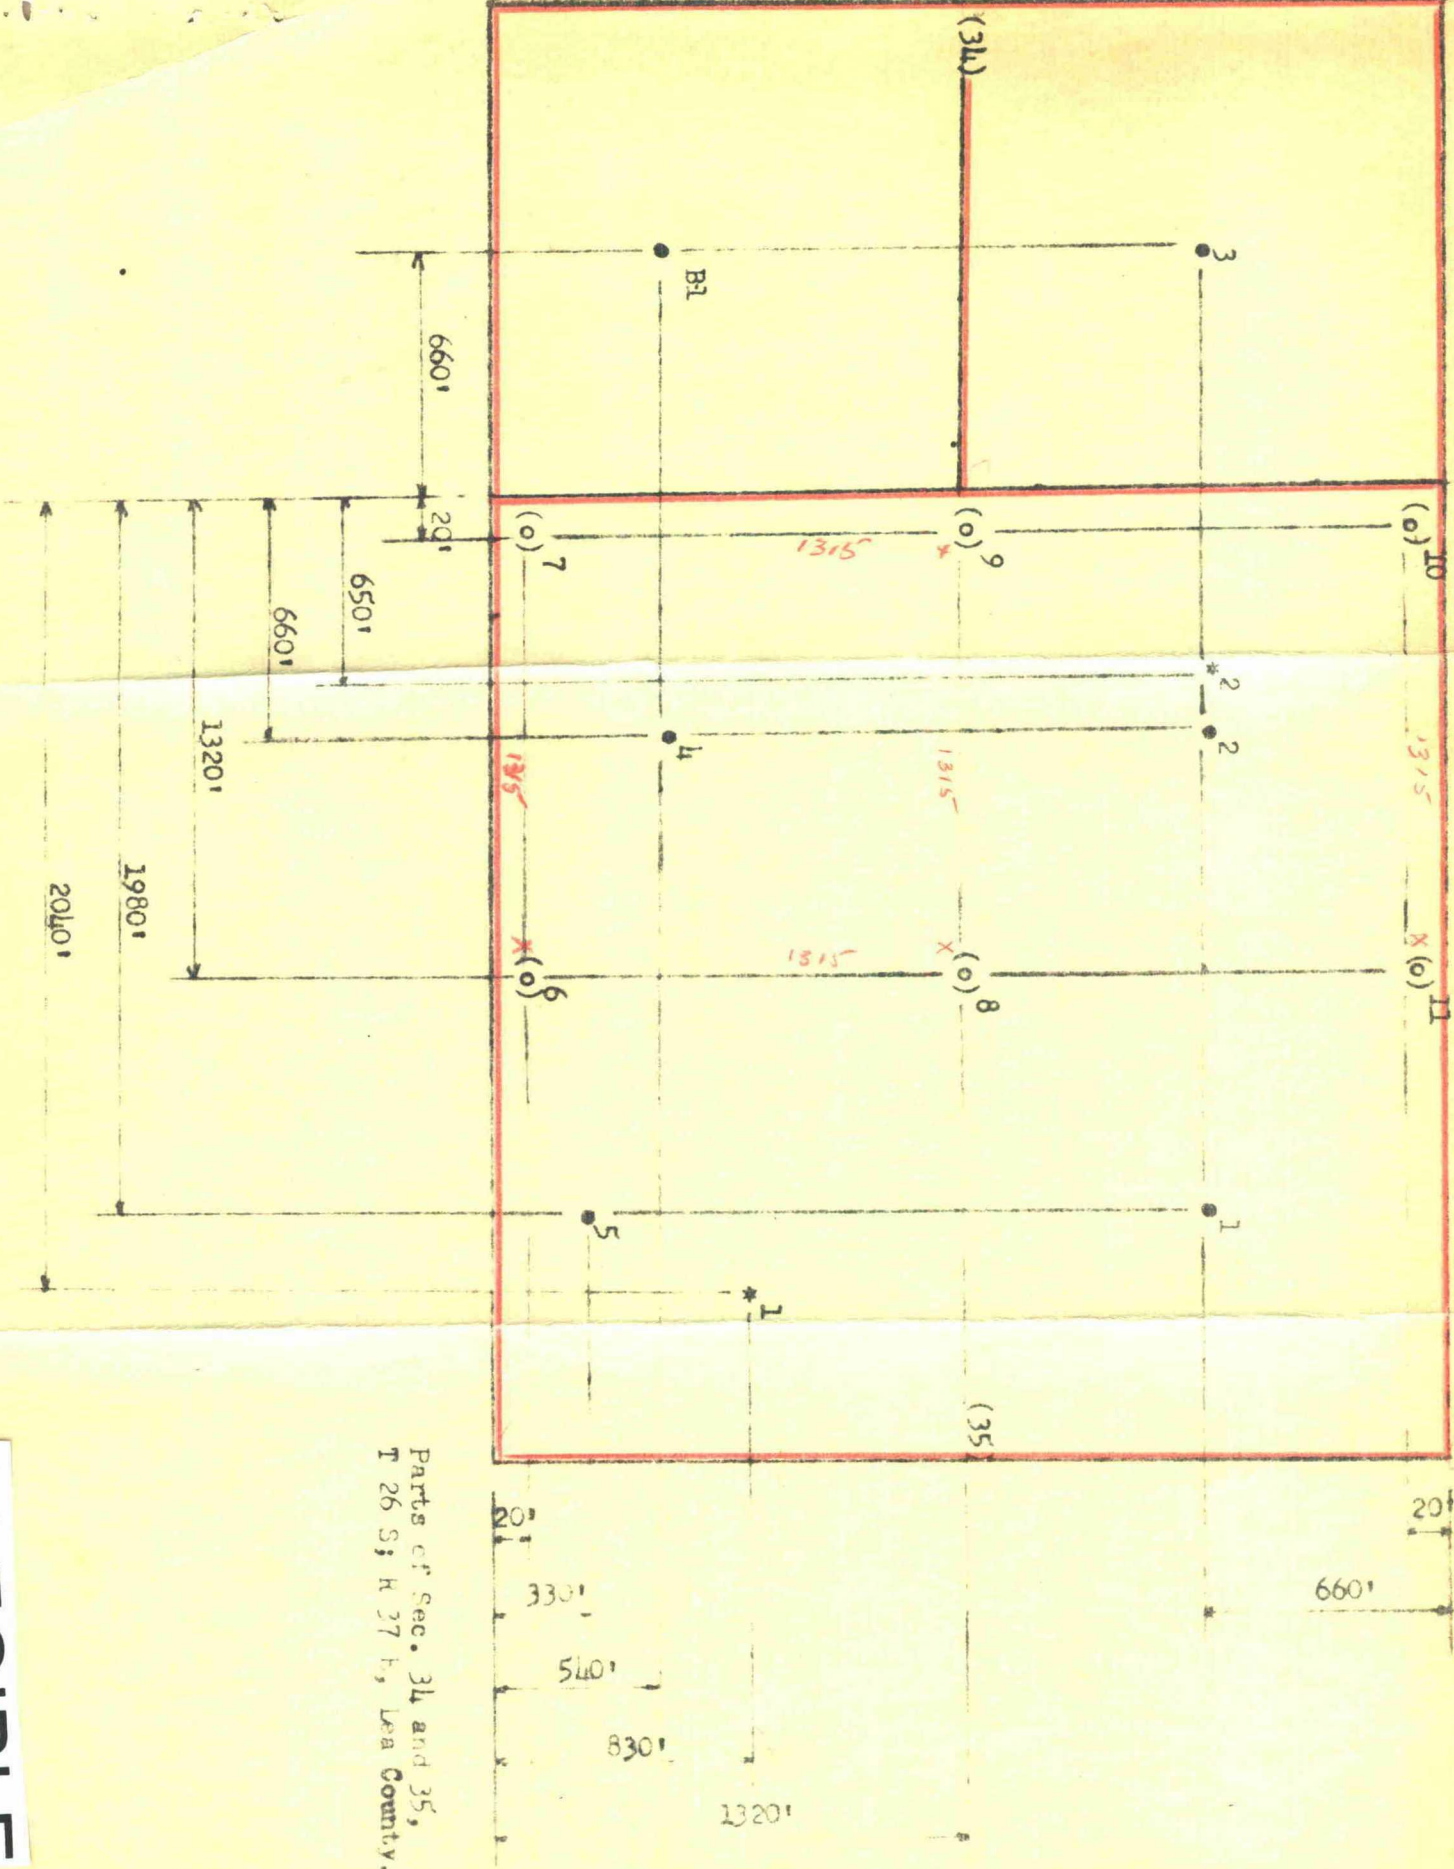 (34)
3
B-1
660'
20'
(o) 7
1315
x
(o) 9
(o) 10
650'
660'
1320'
1980'
2040'
* 2
2
4
1315
1315
1315
x (o) 6
1315
x (o) 8
x (o) 11
5
1
* 1
(35)
20'
330'
540'
830'
1320'
20'
660'
Parts of Sec. 34 and 35,
T 26 S; R 37 E, Lea County.